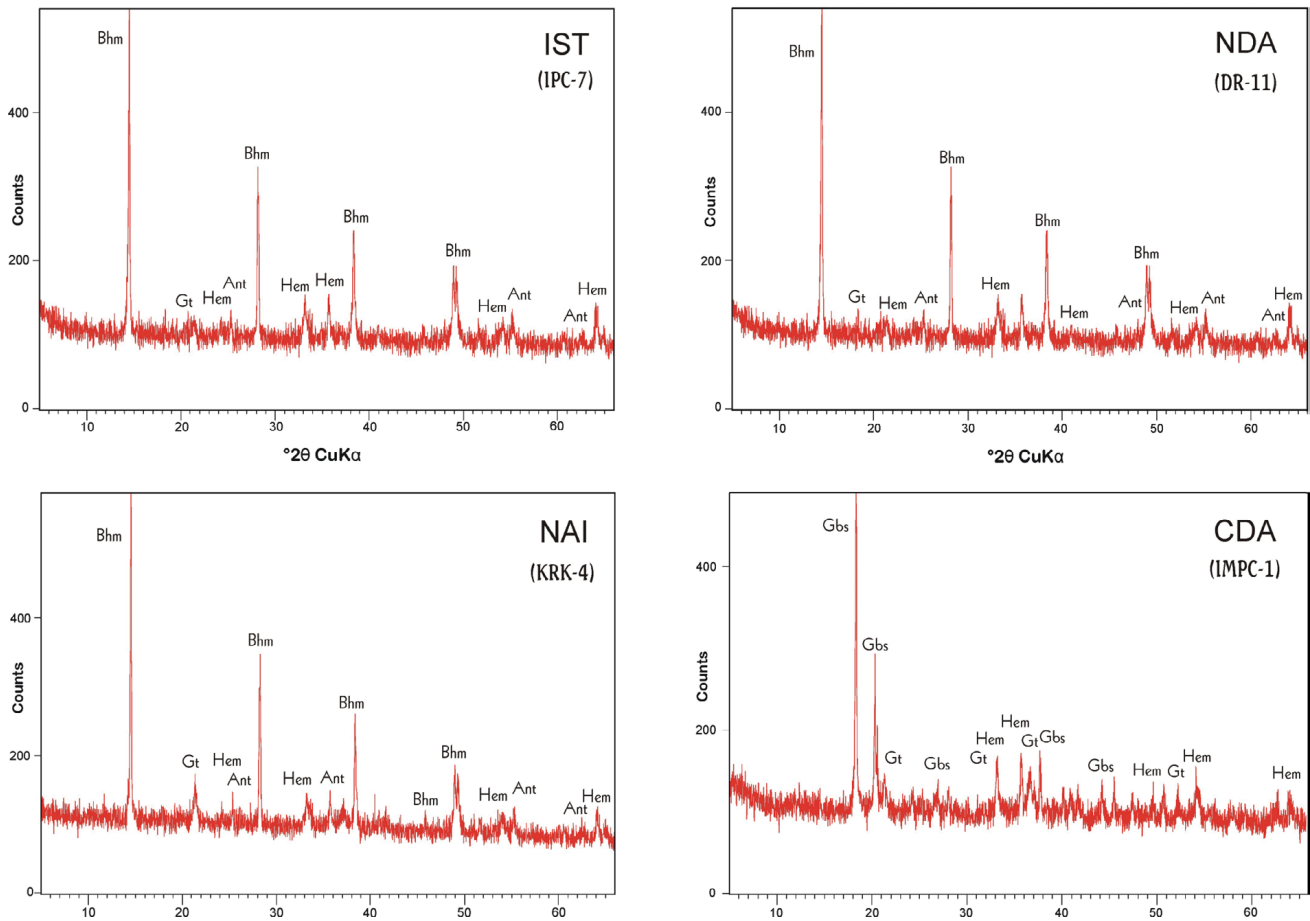 IST
(IPC-7)
Bhm
400
Bhm
Counts
Bhm
200
Bhm
Gt
Hem
Ant
Hem
Hem
Hem
Ant
Ant
Hem
0
10
20
30
40
50
60
°2θ CuKα
NDA
(DR-11)
Bhm
400
Bhm
Counts
Bhm
200
Bhm
Gt
Hem
Ant
Hem
Hem
Ant
Hem
Ant
Ant
Hem
0
10
20
30
40
50
60
°2θ CuKα
NAI
(KRK-4)
Bhm
400
Bhm
Counts
Bhm
200
Bhm
Gt
Hem
Ant
Hem
Ant
Bhm
Hem
Ant
Ant
Hem
0
10
20
30
40
50
60
CDA
(IMPC-1)
Gbs
400
Gbs
Counts
200
Gt
Gbs
Gt
Hem
Hem
Gt
Gbs
Gbs
Hem
Gt
Hem
Hem
0
10
20
30
40
50
60